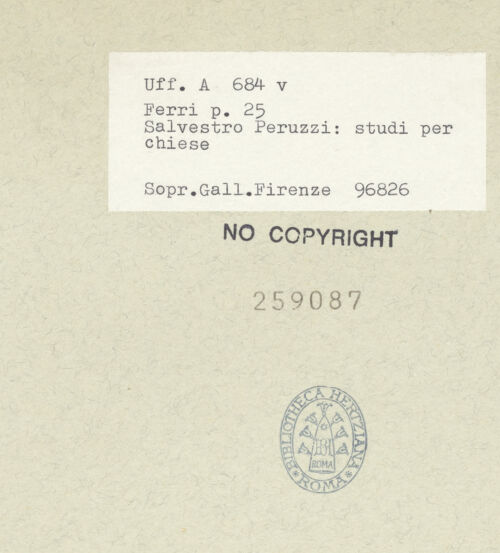 Uff. A 684 v
Ferri p. 25
Salvestro Peruzzi: studi per
chiese
Sopr.Gall.Firenze 96826
NO COPYRIGHT
259087
BIBLIOTHECA HERTZIANA
BH
ROMA
ROMA